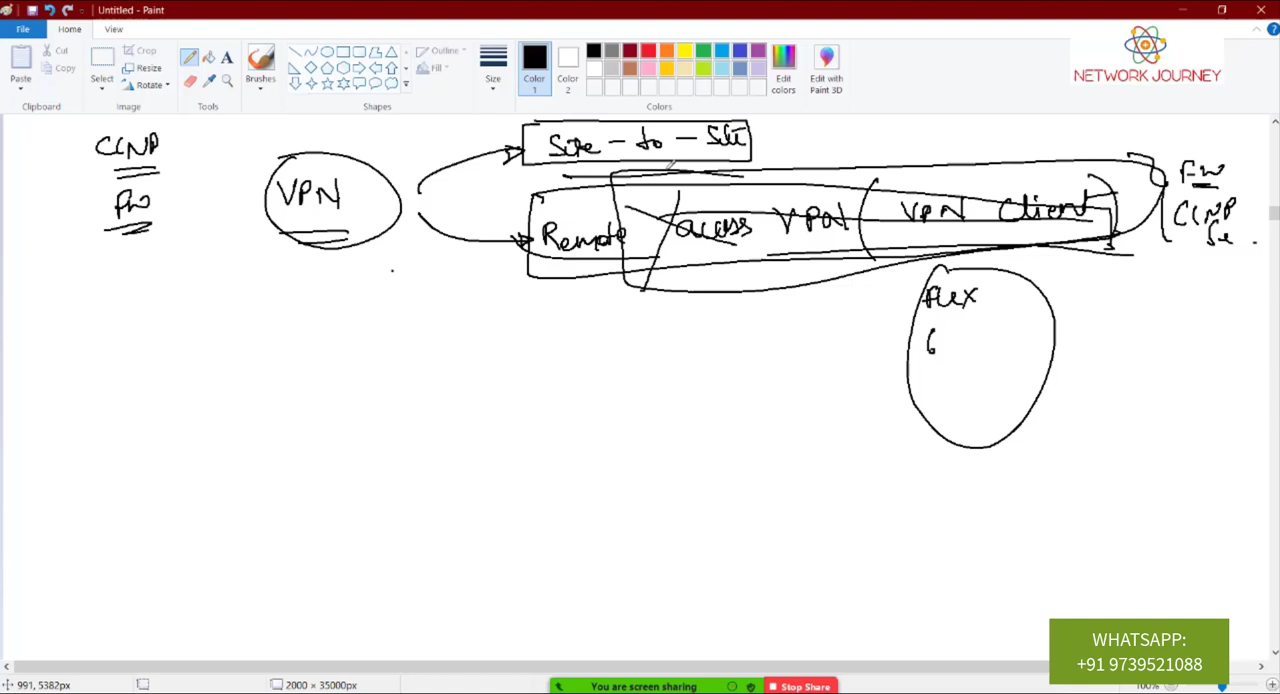 Untitled - Paint
File
Home
View
Paste
Cut
Copy
Clipboard
Select
Crop
Resize
Rotate
Image
Tools
Brushes
Shapes
Outline
Fill
Size
Color 1
Color 2
Edit colors
Edit with Paint 3D
Colors
NETWORK JOURNEY
CCNP
VPN
Site - to - Site
Remote access VPN ( VPN Client )
FW
CCNP
Se
flex
6
WHATSAPP:
+91 9739521088
991, 5382px
2000 × 35000px
You are screen sharing
Stop Share
100%